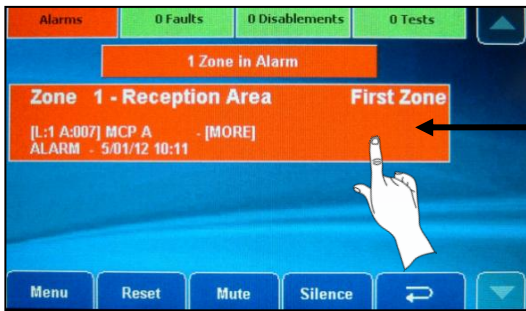 Alarms 0 Faults 0 Disablements 0 Tests
1 Zone in Alarm
Zone 1 - Reception Area First Zone
[L:1 A:007] MCP A - [MORE]
ALARM - 5/01/12 10:11
Menu Reset Mute Silence